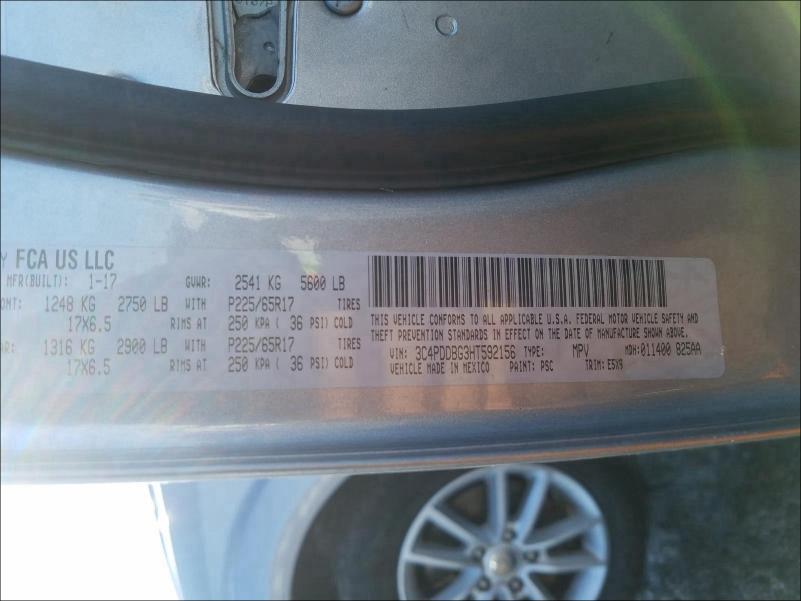 FCA US LLC
MFR(BUILT): 1-17 GVWR: 2541 KG 5600 LB
ONT: 1248 KG 2750 LB WITH P225/65R17 TIRES
17X6.5 RIMS AT 250 KPA ( 36 PSI) COLD
AR: 1316 KG 2900 LB WITH P225/65R17 TIRES
17X6.5 RIMS AT 250 KPA ( 36 PSI) COLD
THIS VEHICLE CONFORMS TO ALL APPLICABLE U.S.A. FEDERAL MOTOR VEHICLE SAFETY AND
THEFT PREVENTION STANDARDS IN EFFECT ON THE DATE OF MANUFACTURE SHOWN ABOVE.
VIN: 3C4PDDBG3HT592156 TYPE: MPV MDH: 011400 825AA
VEHICLE MADE IN MEXICO PAINT: PSC TRIM: E5X9